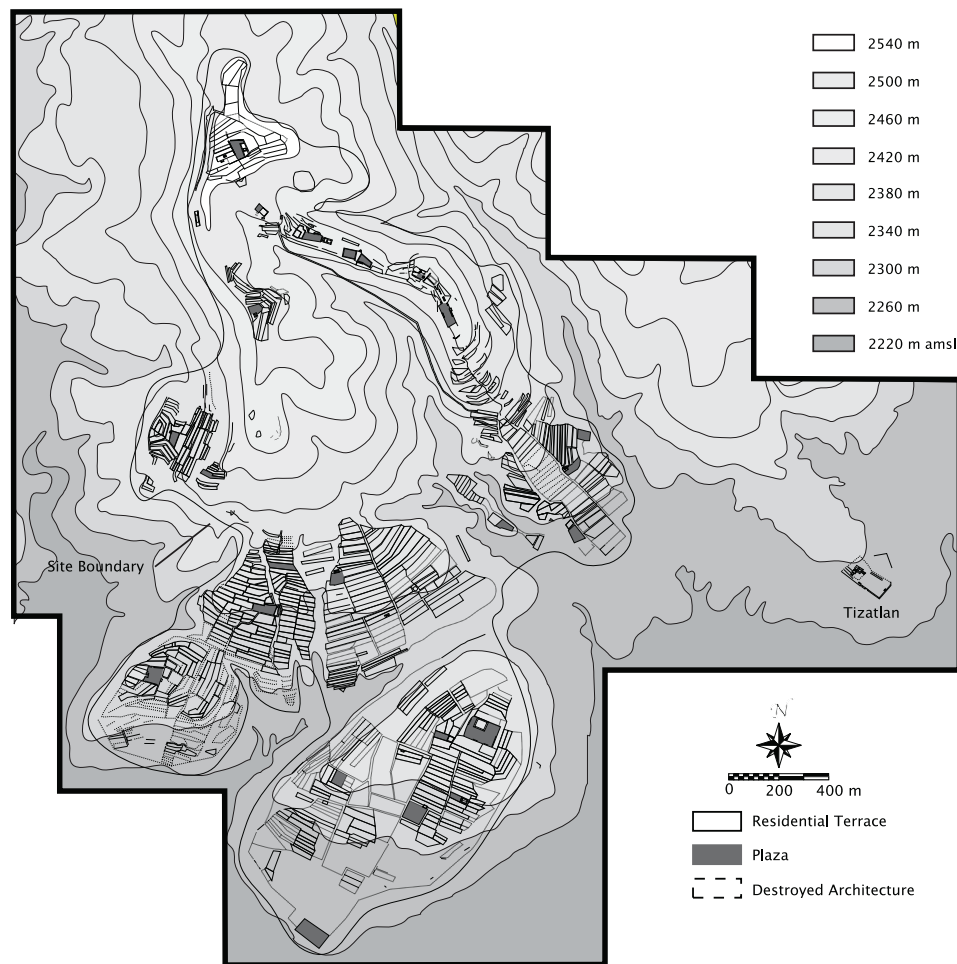 2540 m
2500 m
2460 m
2420 m
2380 m
2340 m
2300 m
2260 m
2220 m amsl
Site Boundary
Tizatlan
N
0 200 400 m
Residential Terrace
Plaza
Destroyed Architecture